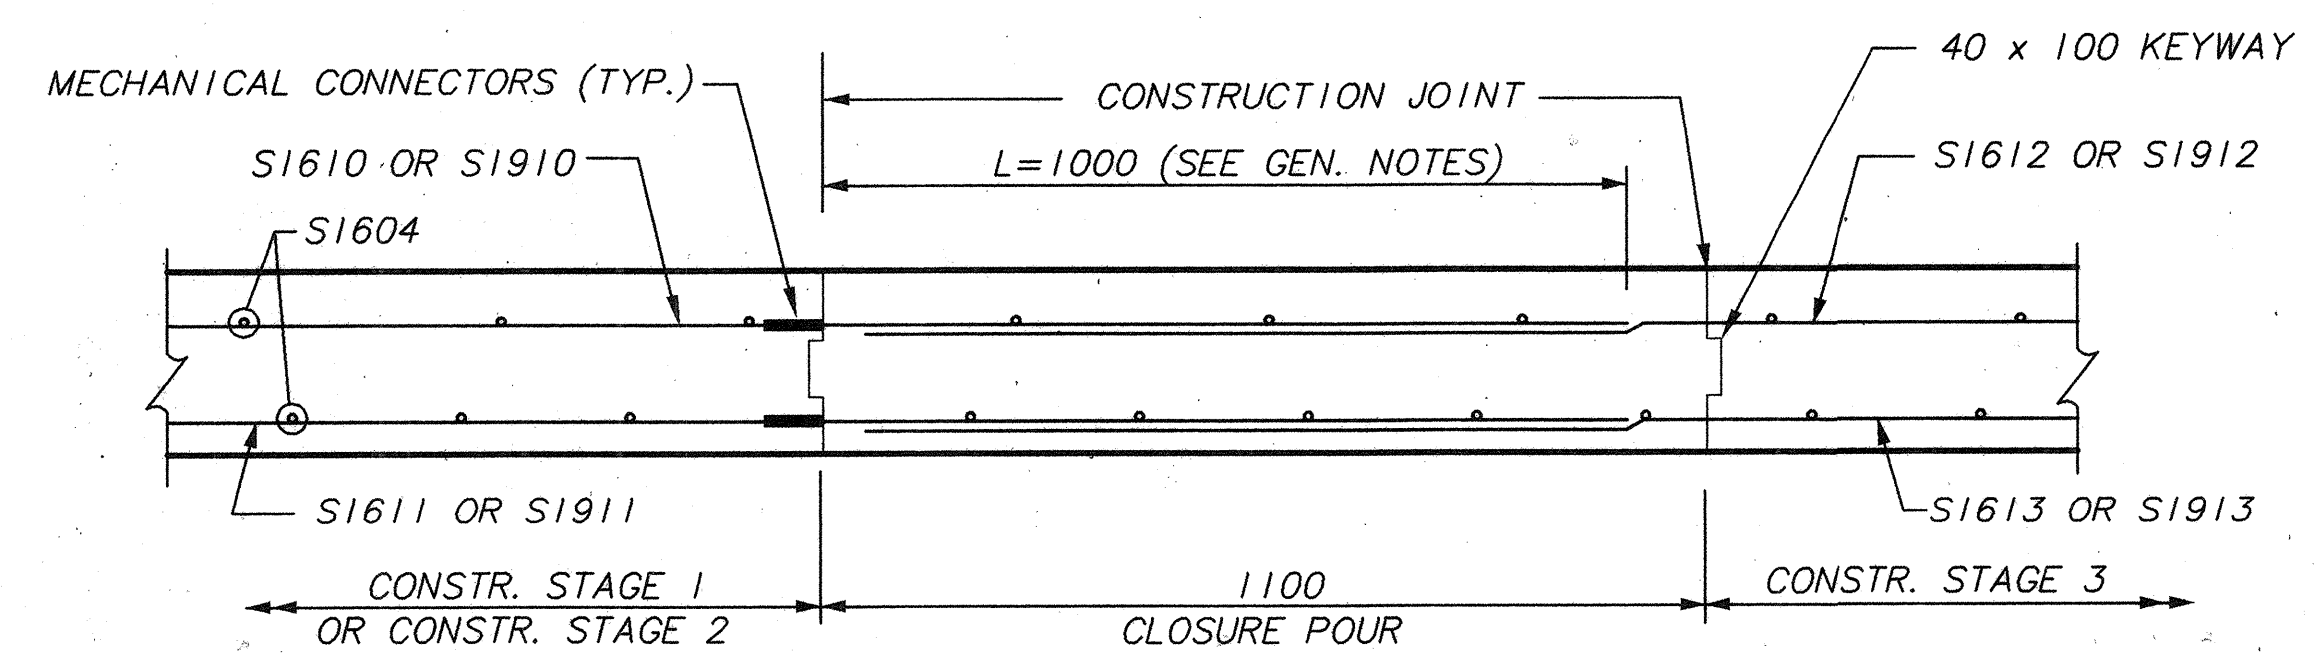 40 x 100 KEYWAY
MECHANICAL CONNECTORS (TYP.)
CONSTRUCTION JOINT
S1610 OR S1910
L=1000 (SEE GEN. NOTES)
S1612 OR S1912
S1604
S1611 OR S1911
S1613 OR S1913
CONSTR. STAGE 1
OR CONSTR. STAGE 2
1100
CLOSURE POUR
CONSTR. STAGE 3